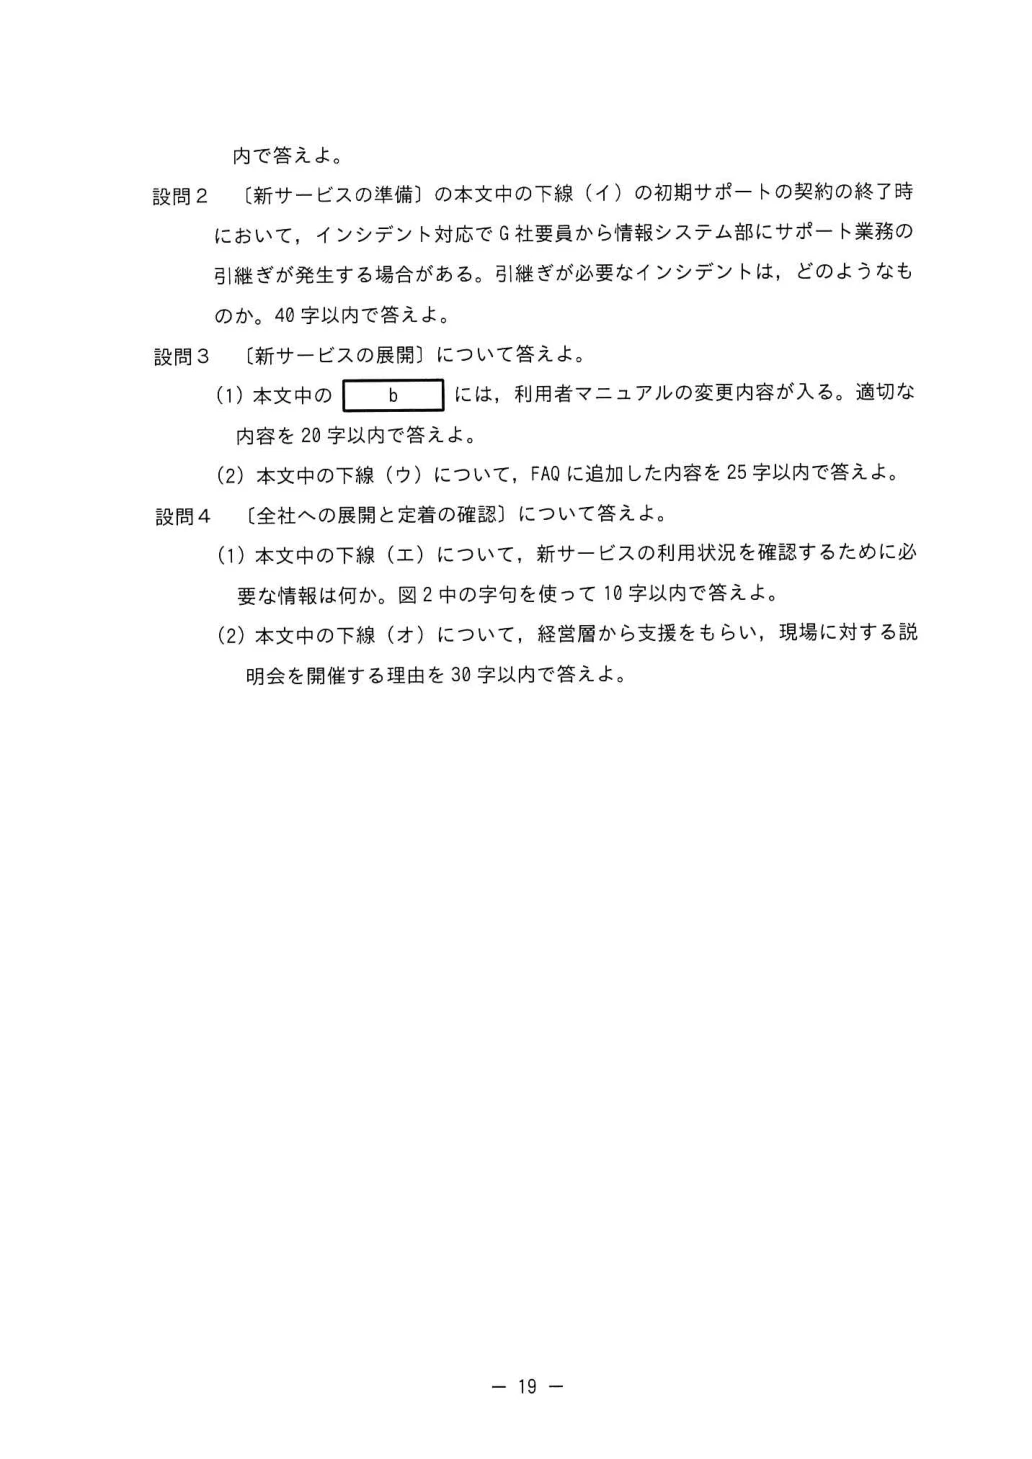 内で答えよ。
設問2 〔新サービスの準備〕の本文中の下線（イ）の初期サポートの契約の終了時
において，インシデント対応でG社要員から情報システム部にサポート業務の
引継ぎが発生する場合がある。引継ぎが必要なインシデントは，どのようなも
のか。40字以内で答えよ。
設問3 〔新サービスの展開〕について答えよ。
(1) 本文中の b には，利用者マニュアルの変更内容が入る。適切な
内容を20字以内で答えよ。
(2) 本文中の下線（ウ）について，FAQに追加した内容を25字以内で答えよ。
設問4 〔全社への展開と定着の確認〕について答えよ。
(1) 本文中の下線（エ）について，新サービスの利用状況を確認するために必
要な情報は何か。図2中の字句を使って10字以内で答えよ。
(2) 本文中の下線（オ）について，経営層から支援をもらい，現場に対する説
明会を開催する理由を30字以内で答えよ。
－ 19 －